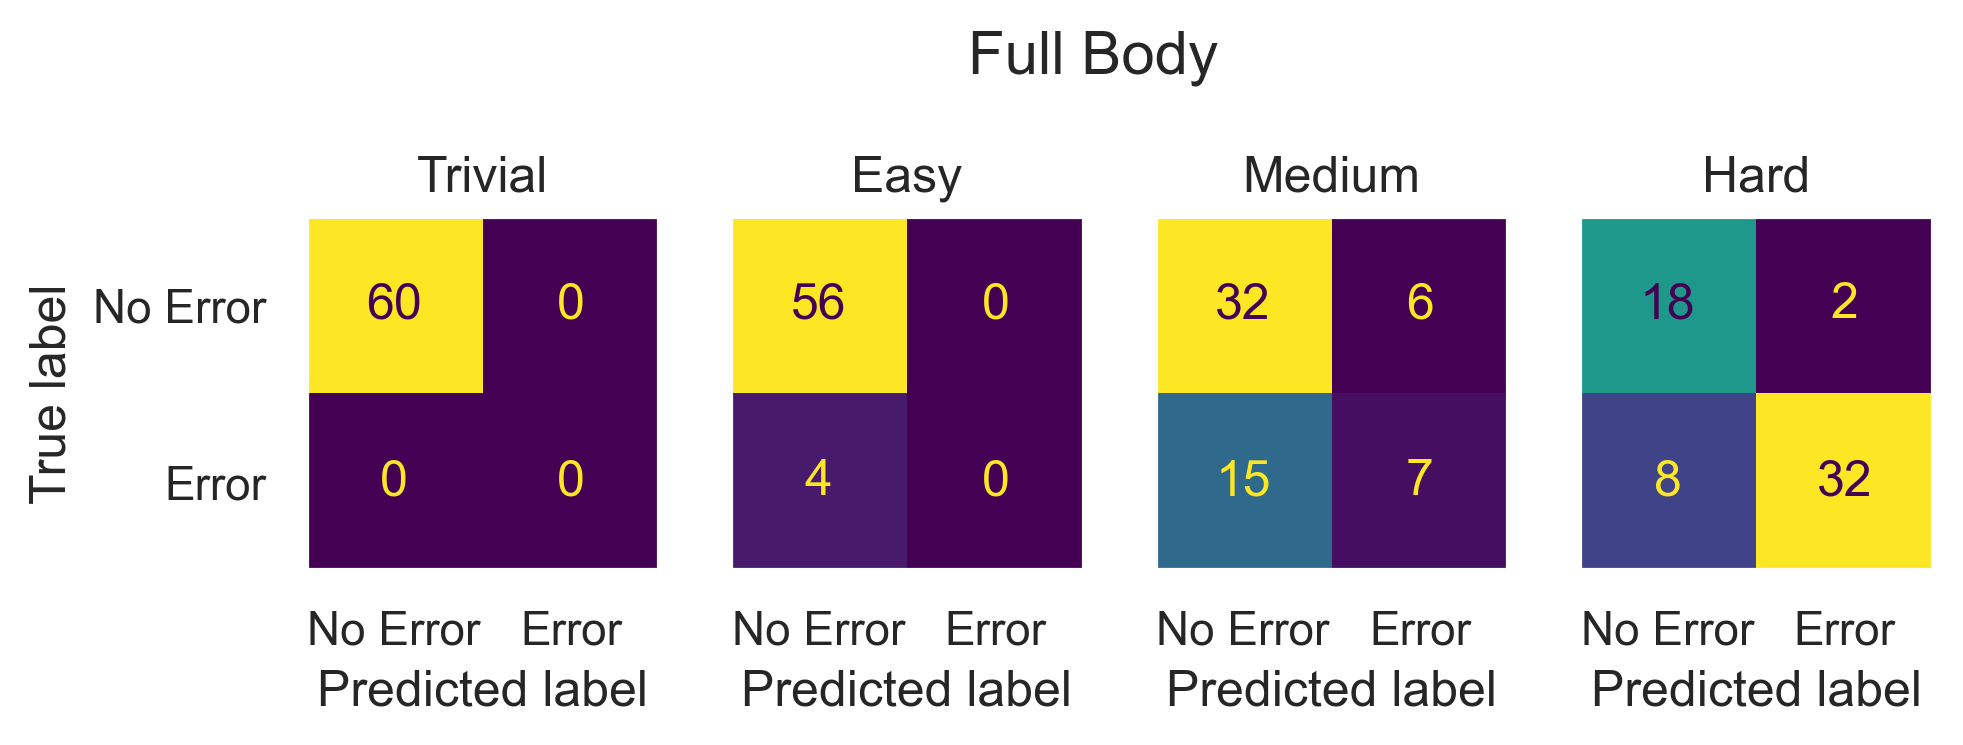 Full Body
Trivial Easy Medium Hard
True label
No Error 60 0 56 0 32 6 18 2
Error 0 0 4 0 15 7 8 32
No Error Error No Error Error No Error Error No Error Error
Predicted label Predicted label Predicted label Predicted label